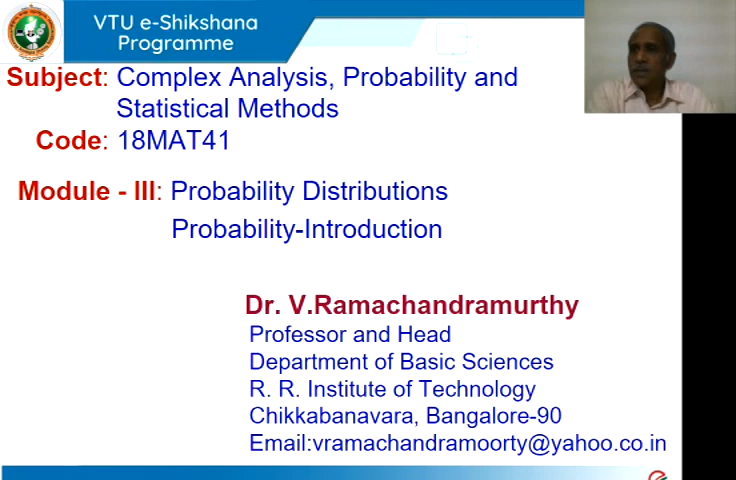 VTU e-Shikshana
Programme
Subject: Complex Analysis, Probability and
Statistical Methods
Code: 18MAT41
Module - III: Probability Distributions
Probability-Introduction
Dr. V.Ramachandramurthy
Professor and Head
Department of Basic Sciences
R. R. Institute of Technology
Chikkabanavara, Bangalore-90
Email:vramachandramoorty@yahoo.co.in